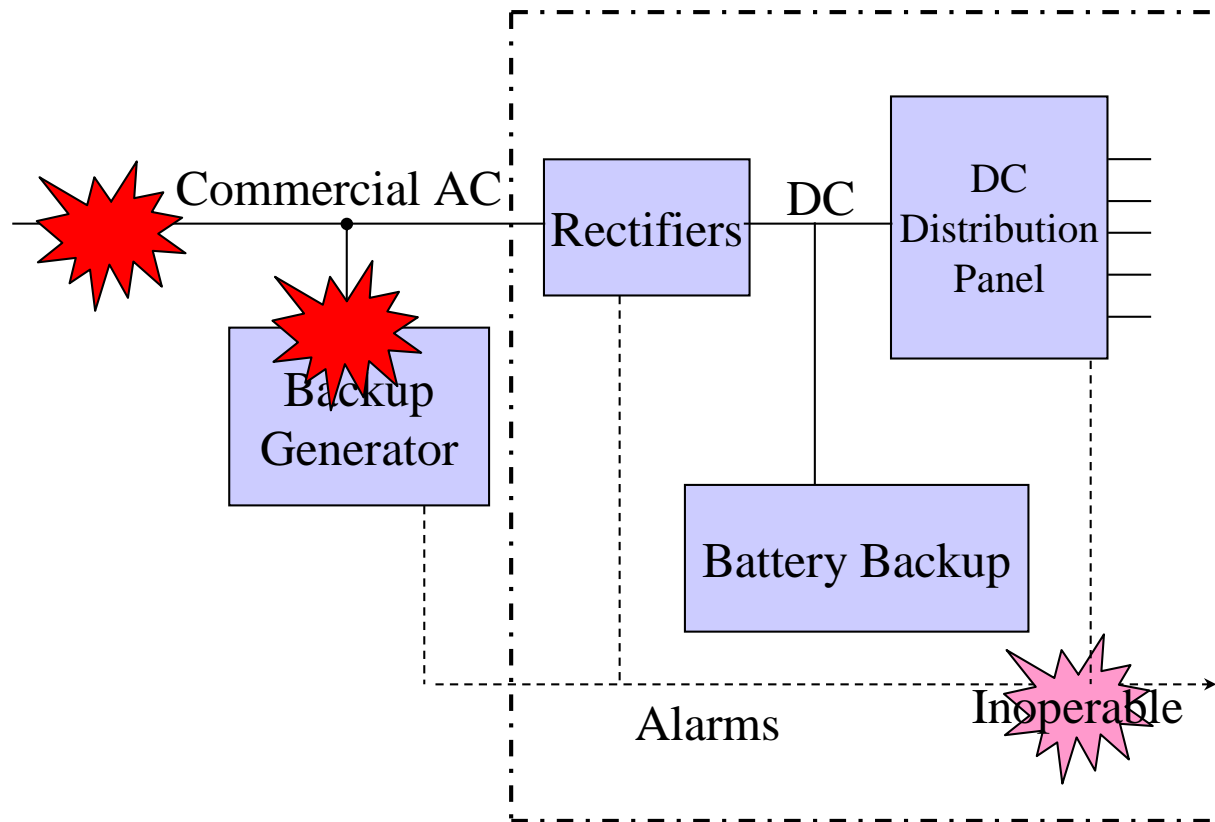 Commercial AC
Rectifiers
DC
DC
Distribution
Panel
Backup
Generator
Battery Backup
Inoperable
Alarms